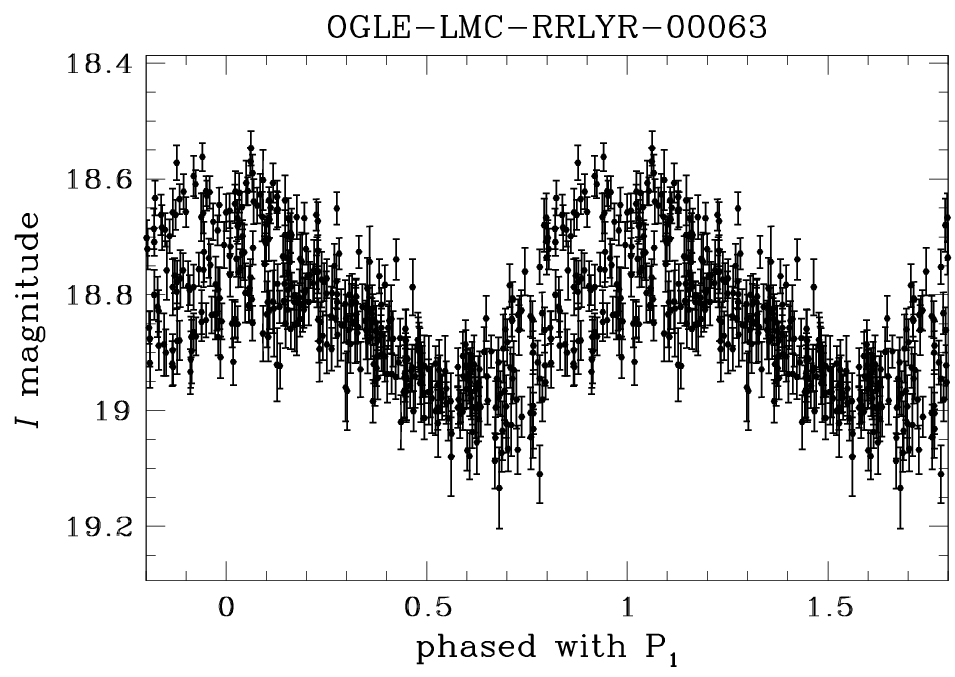 OGLE-LMC-RRLYR-00063
18.4
18.6
18.8
19
19.2
I magnitude
0 0.5 1 1.5
phased with P₁